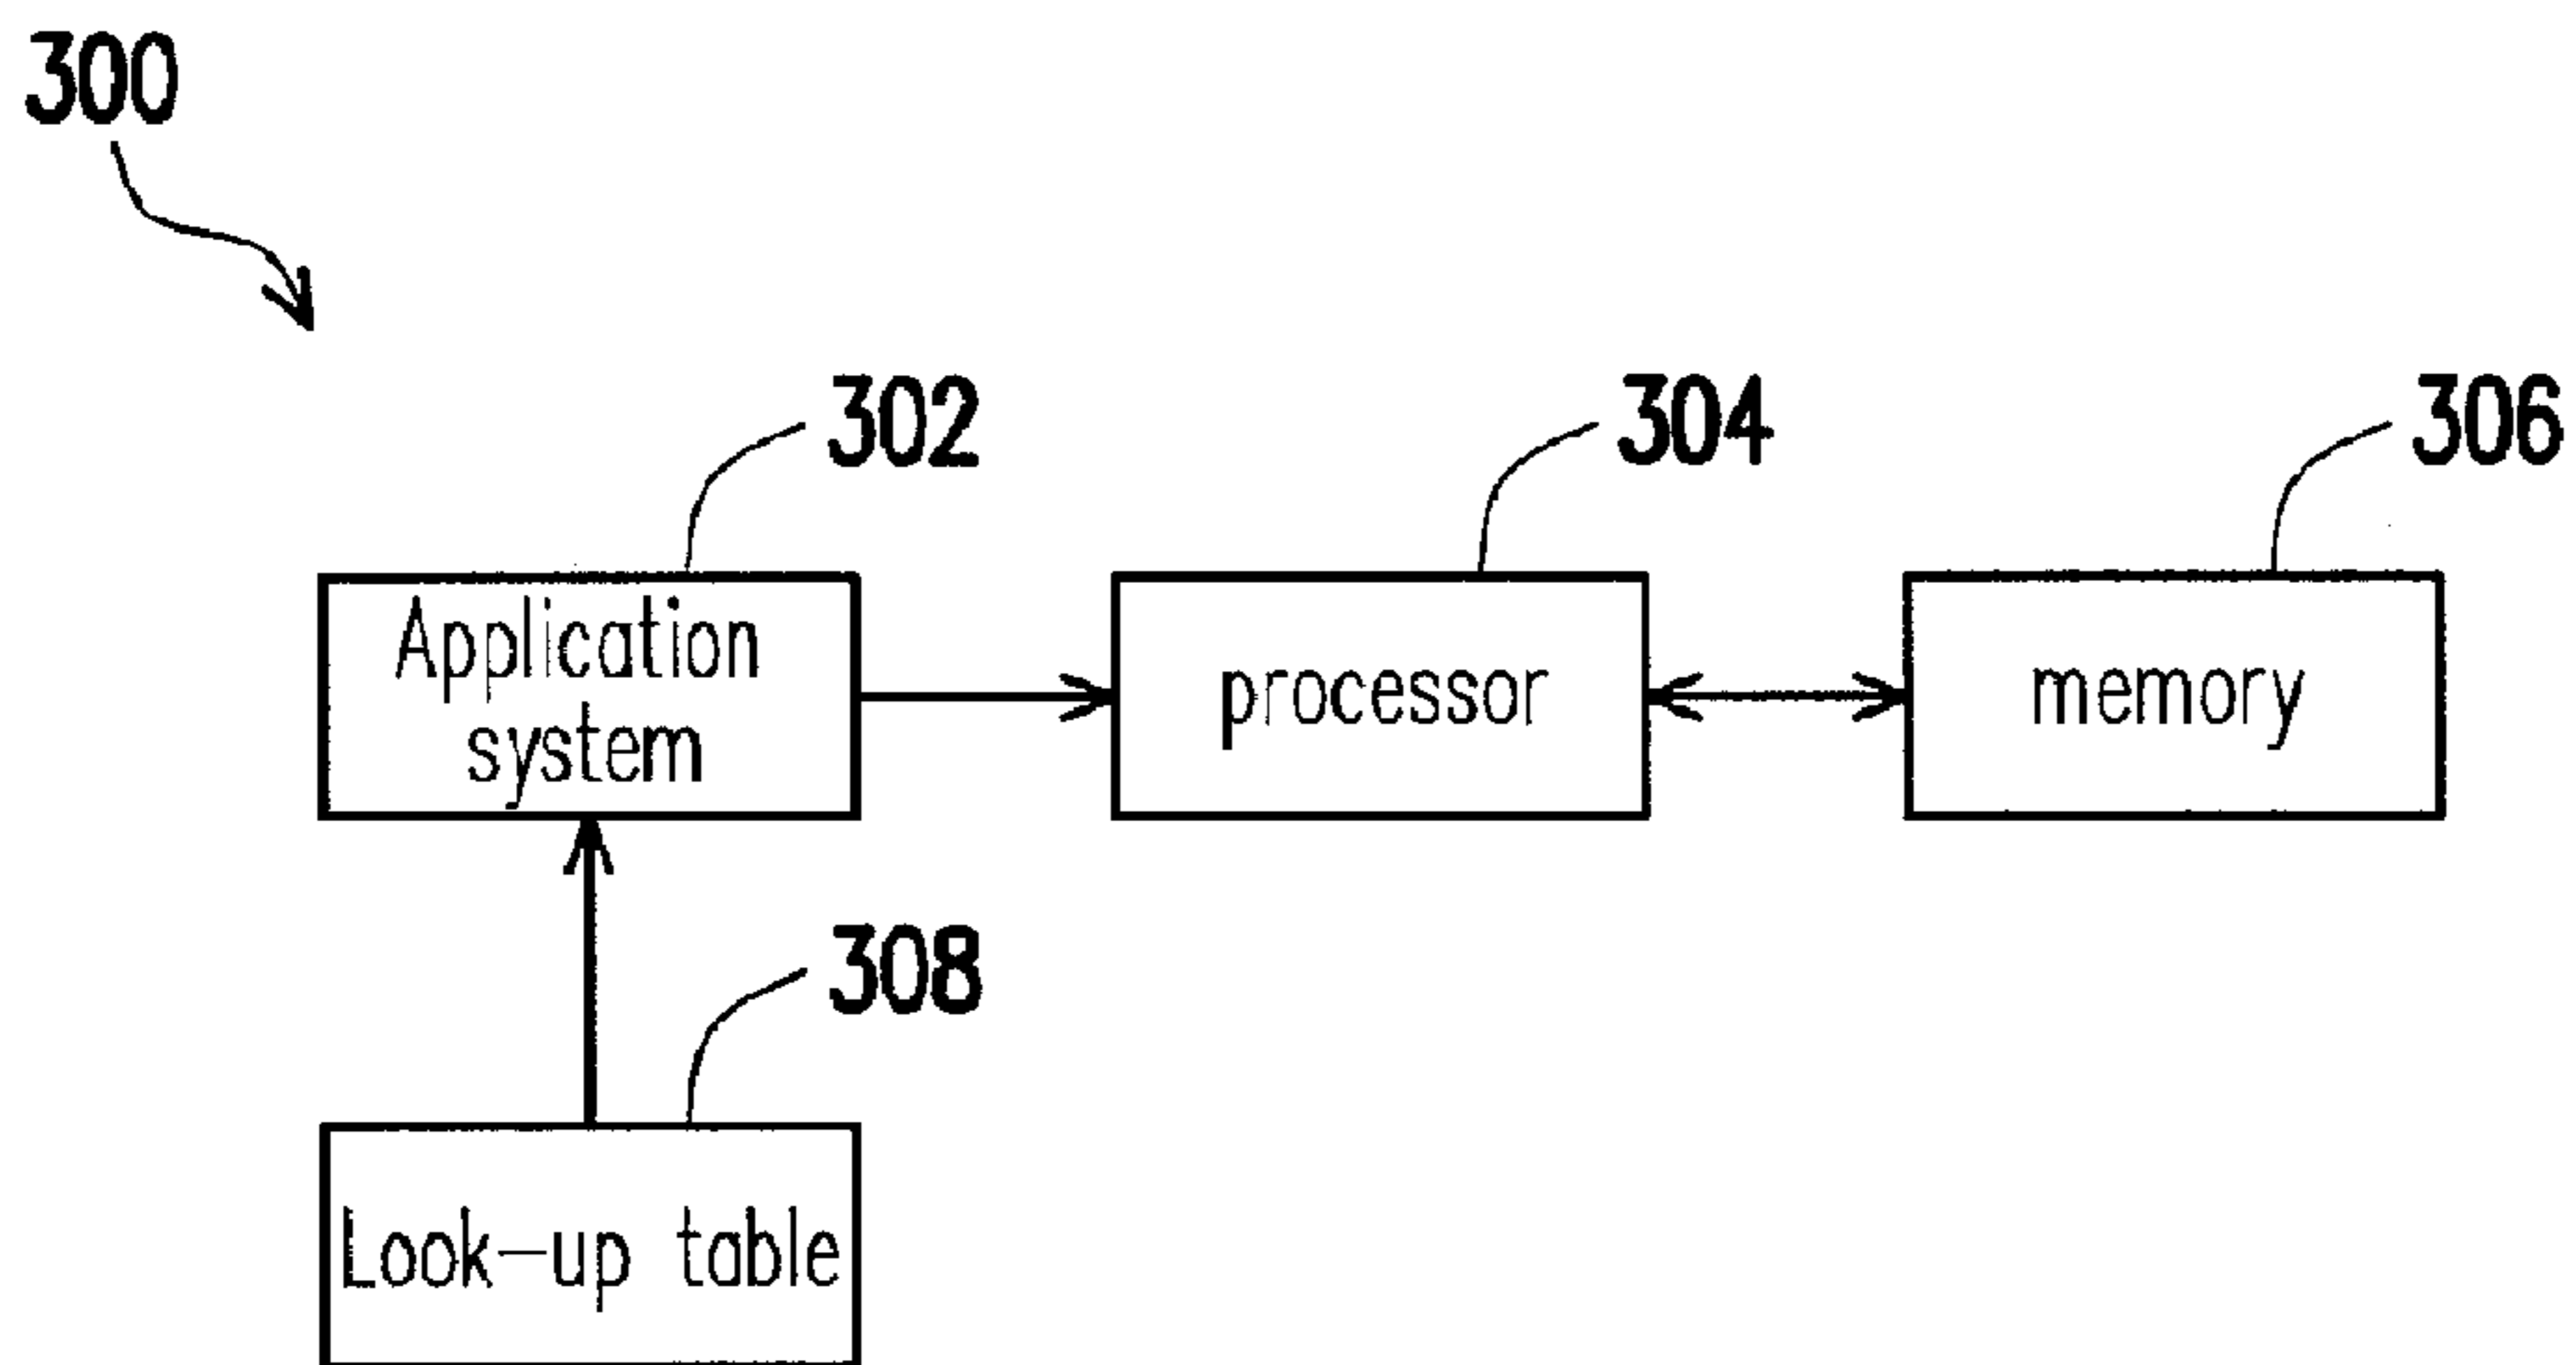 300
302
304
306
Application
system
processor
memory
308
Look-up table